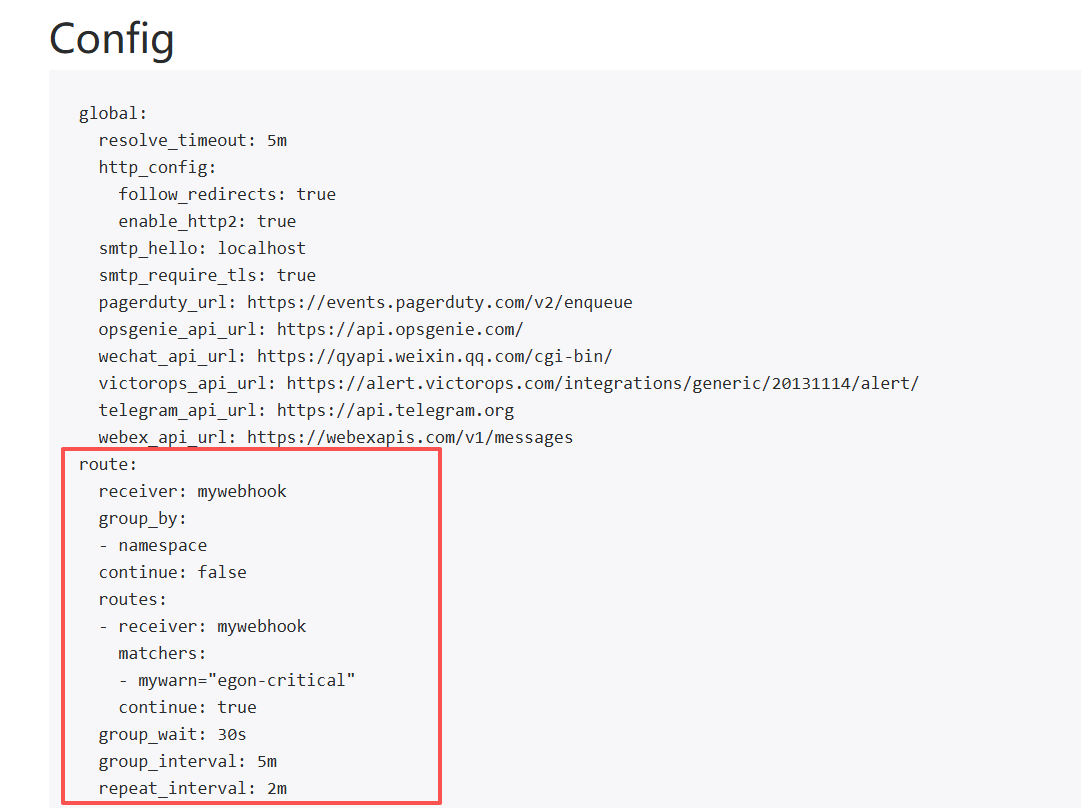 Config
global:
  resolve_timeout: 5m
  http_config:
    follow_redirects: true
    enable_http2: true
  smtp_hello: localhost
  smtp_require_tls: true
  pagerduty_url: https://events.pagerduty.com/v2/enqueue
  opsgenie_api_url: https://api.opsgenie.com/
  wechat_api_url: https://qyapi.weixin.qq.com/cgi-bin/
  victorops_api_url: https://alert.victorops.com/integrations/generic/20131114/alert/
  telegram_api_url: https://api.telegram.org
  webex_api_url: https://webexapis.com/v1/messages
route:
  receiver: mywebhook
  group_by:
  - namespace
  continue: false
  routes:
  - receiver: mywebhook
    matchers:
    - mywarn="egon-critical"
    continue: true
  group_wait: 30s
  group_interval: 5m
  repeat_interval: 2m